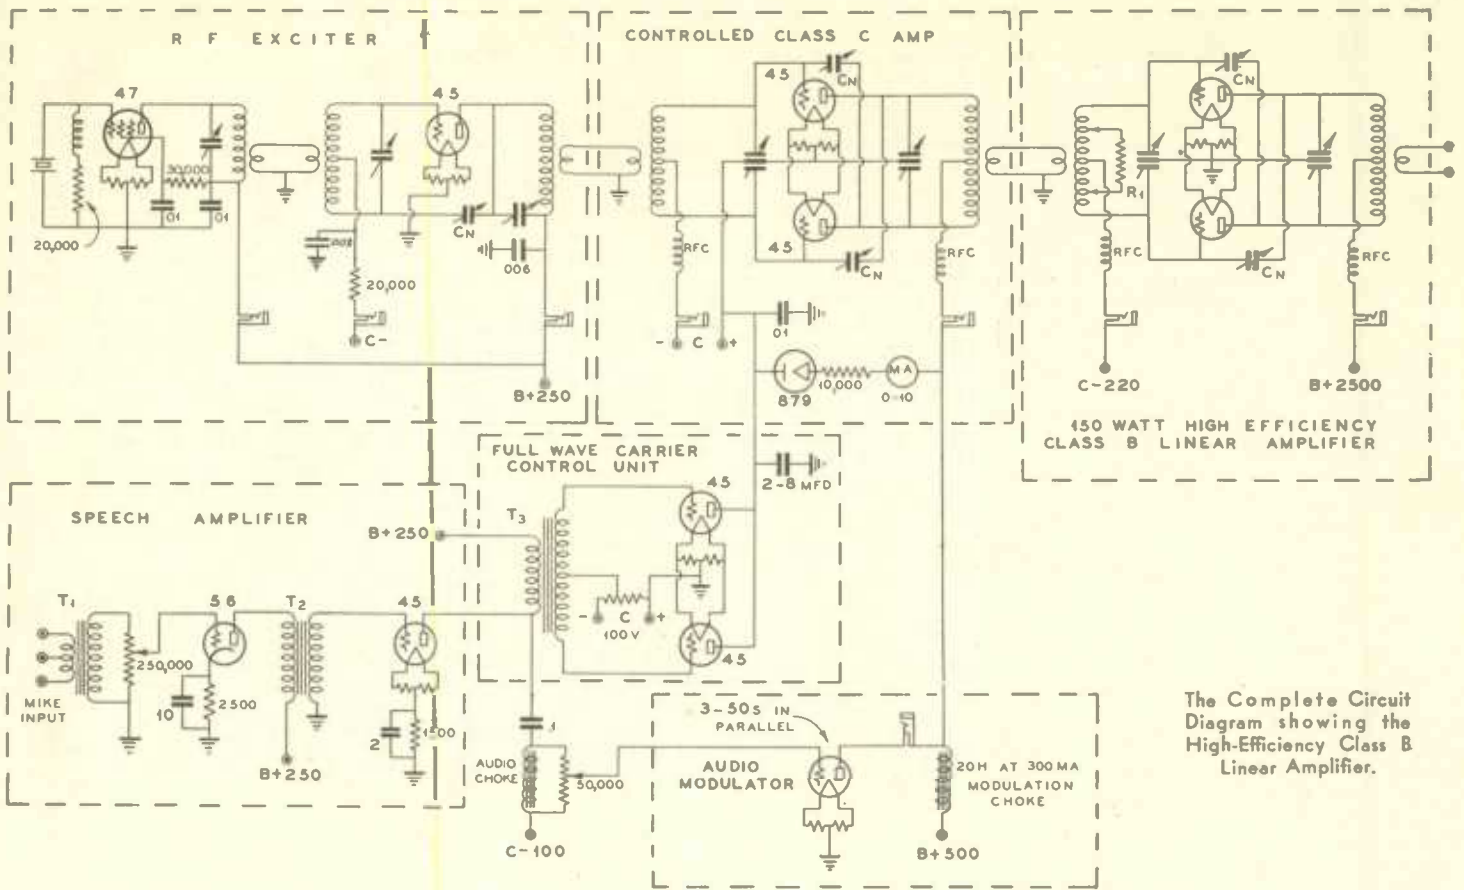 R F EXCITER
47
45
30,000
.01
.01
20,000
CN
.006
20,000
C-
B+250
CONTROLLED CLASS C AMP
45
CN
RFC
45
CN
RFC
- C +
.01
10,000
MA
0-10
879
CN
R1
RFC
CN
RFC
C-220
B+2500
150 WATT HIGH EFFICIENCY
CLASS B LINEAR AMPLIFIER
FULL WAVE CARRIER
CONTROL UNIT
45
2-8 MFD
T3
- C +
100V
45
SPEECH AMPLIFIER
B+250
T1
56
T2
45
250,000
MIKE
INPUT
10
2500
2
B+250
.1
AUDIO
CHOKE
50,000
C-100
3-50S IN
PARALLEL
AUDIO
MODULATOR
20H AT 300MA
MODULATION
CHOKE
B+500
The Complete Circuit
Diagram showing the
High-Efficiency Class B
Linear Amplifier.